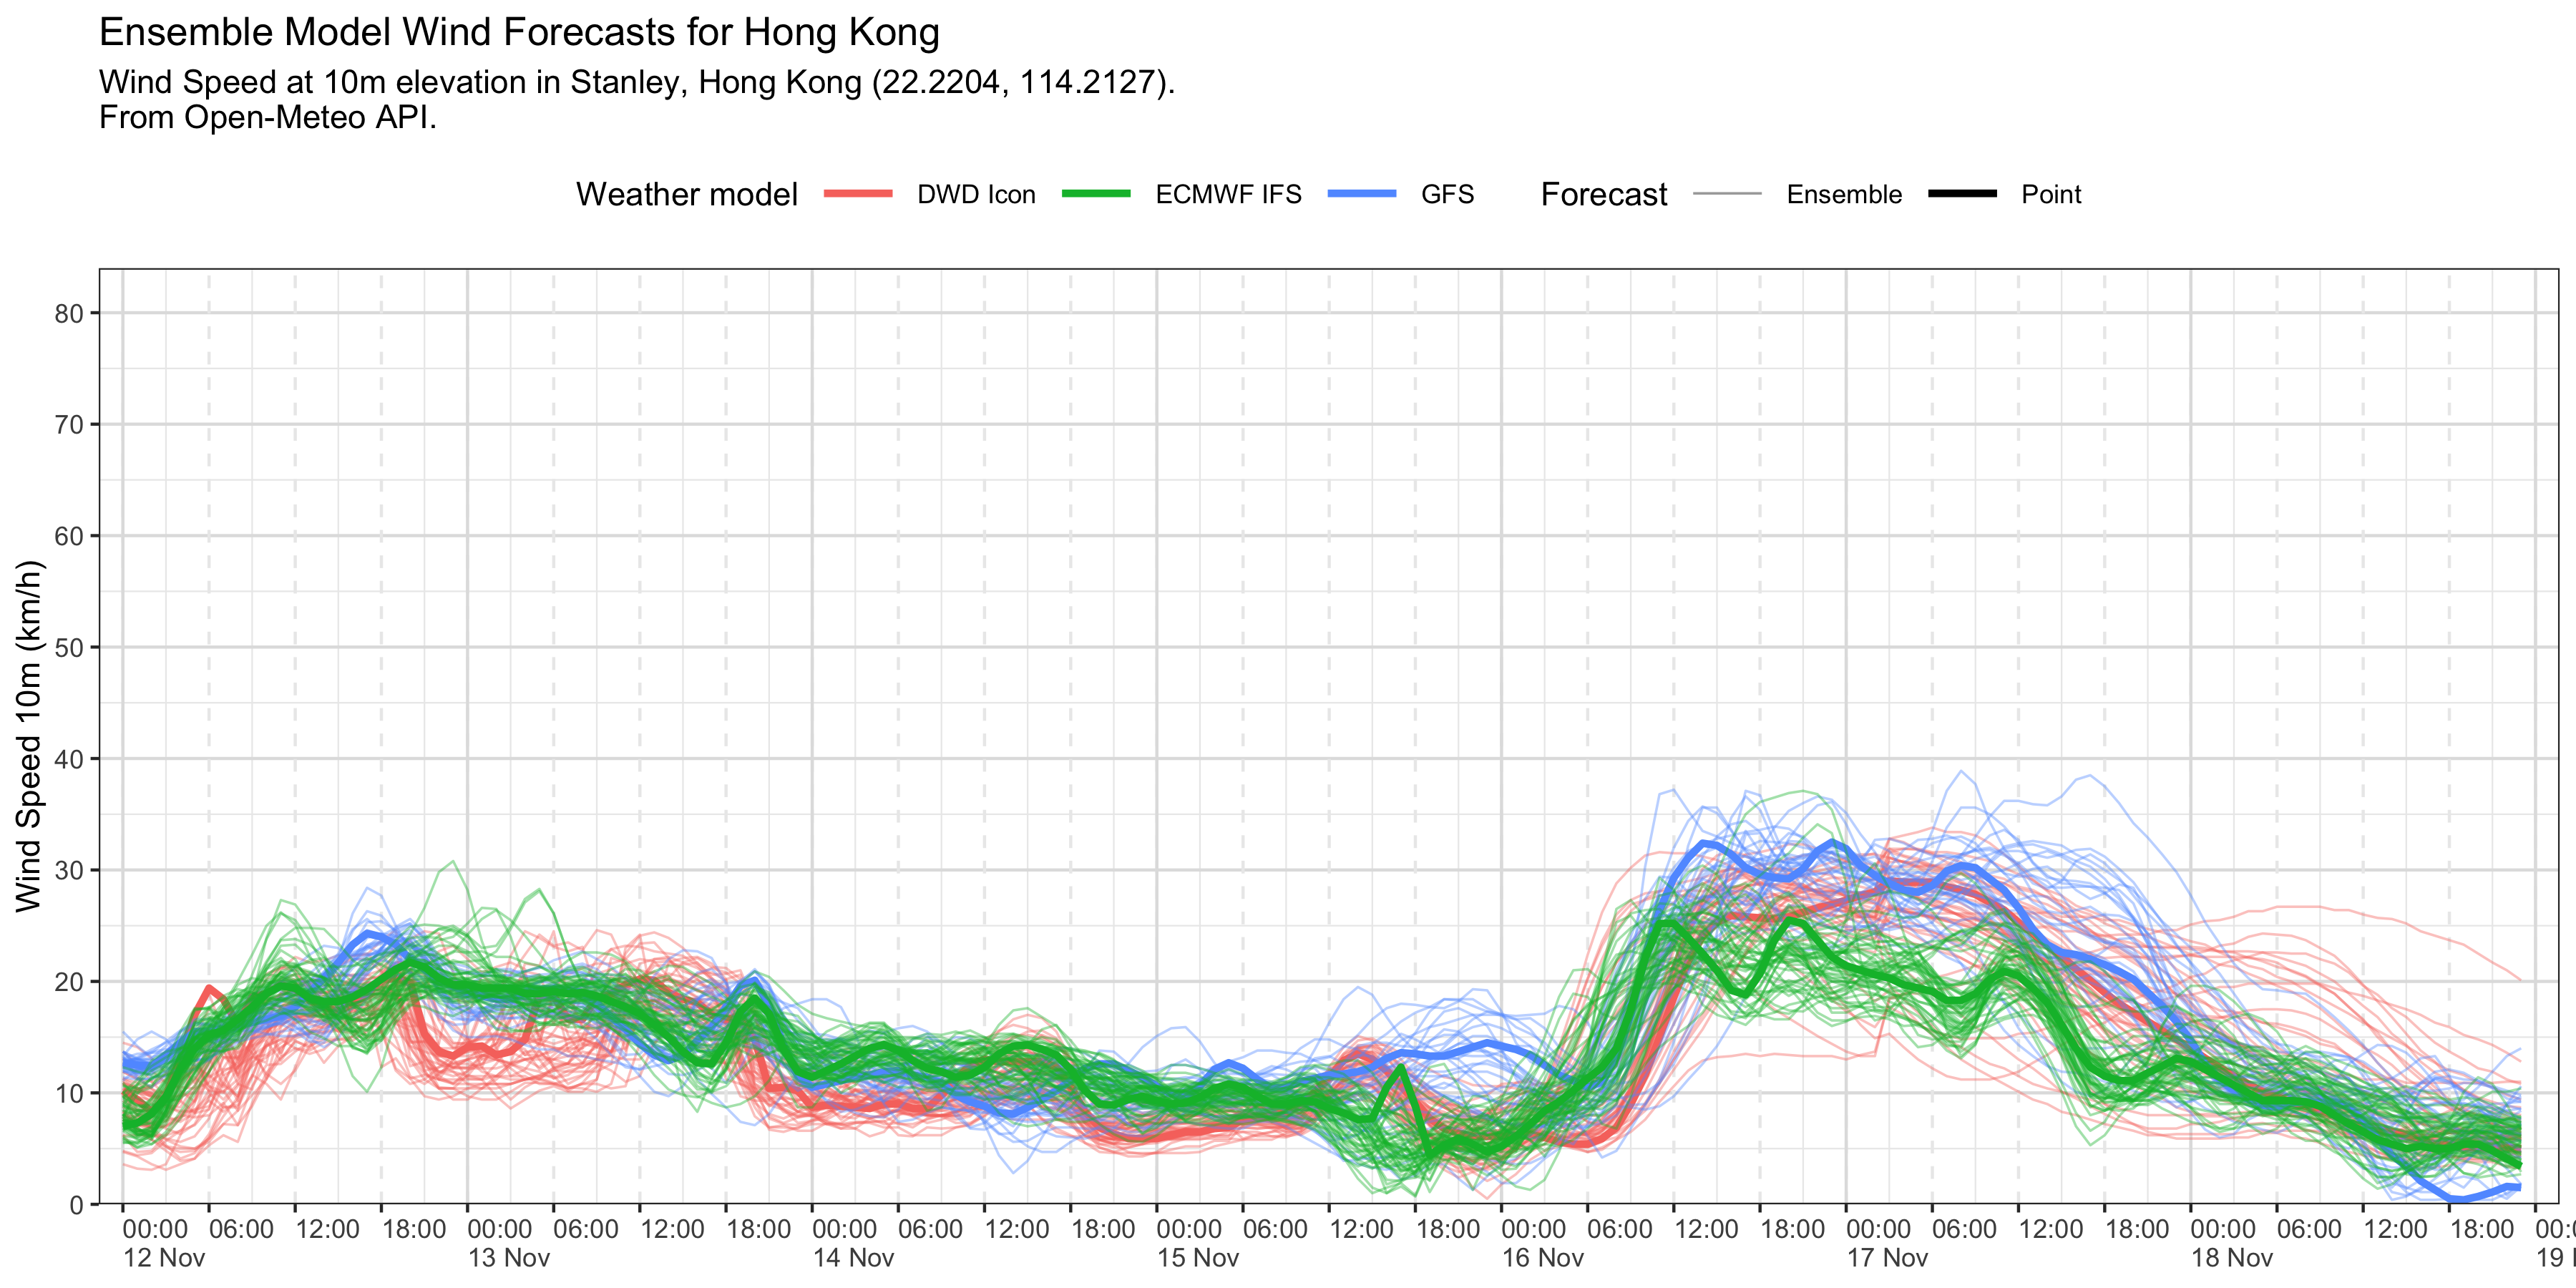 Ensemble Model Wind Forecasts for Hong Kong
Wind Speed at 10m elevation in Stanley, Hong Kong (22.2204, 114.2127).
From Open-Meteo API.
Weather model DWD Icon ECMWF IFS GFS Forecast Ensemble Point
Wind Speed 10m (km/h)
80
70
60
50
40
30
20
10
0
00:00 06:00 12:00 18:00 00:00 06:00 12:00 18:00 00:00 06:00 12:00 18:00 00:00 06:00 12:00 18:00 00:00 06:00 12:00 18:00 00:00 06:00 12:00 18:00 00:00 06:00 12:00 18:00
12 Nov 13 Nov 14 Nov 15 Nov 16 Nov 17 Nov 18 Nov 19